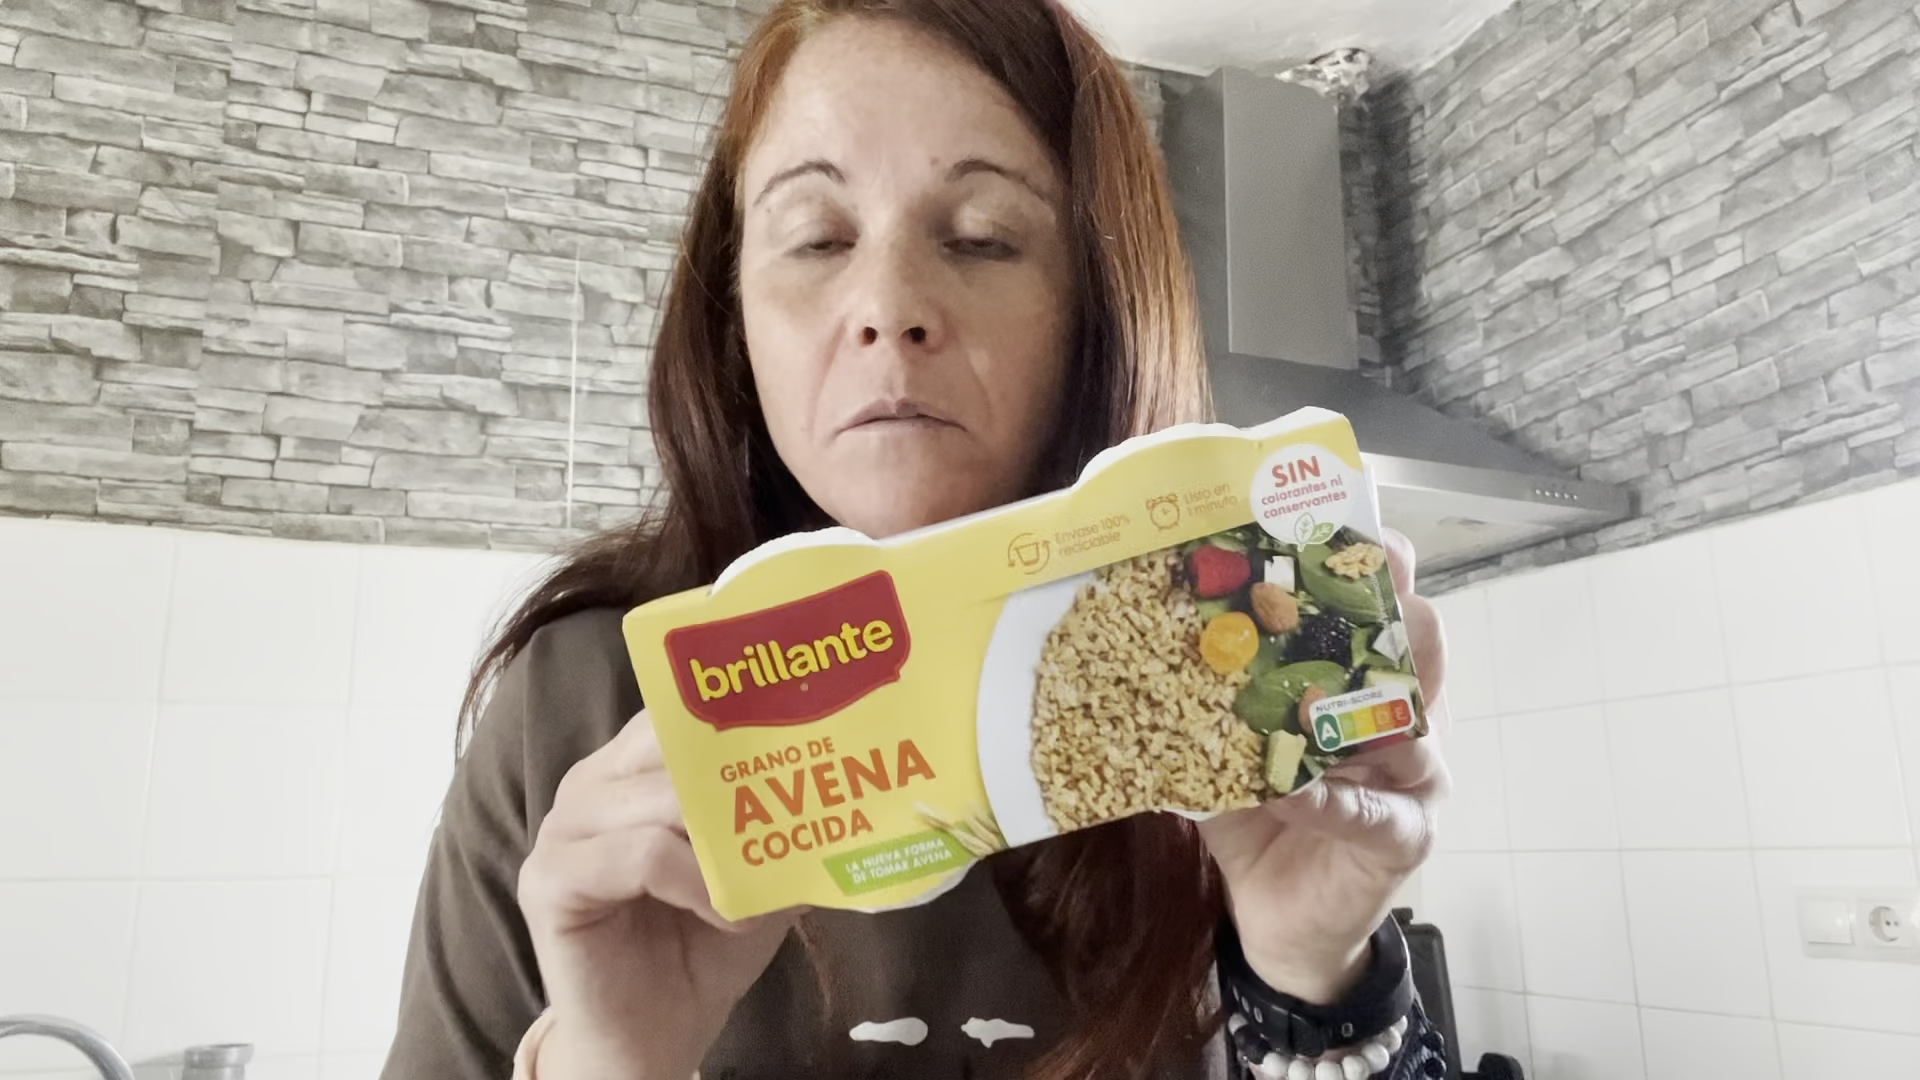 SIN
colorantes ni
conservantes
Listo en
1 minuto
Envase 100%
reciclable
brillante
GRANO DE
AVENA
COCIDA
LA NUEVA FORMA
DE TOMAR AVENA
NUTRI-SCORE
A
D E